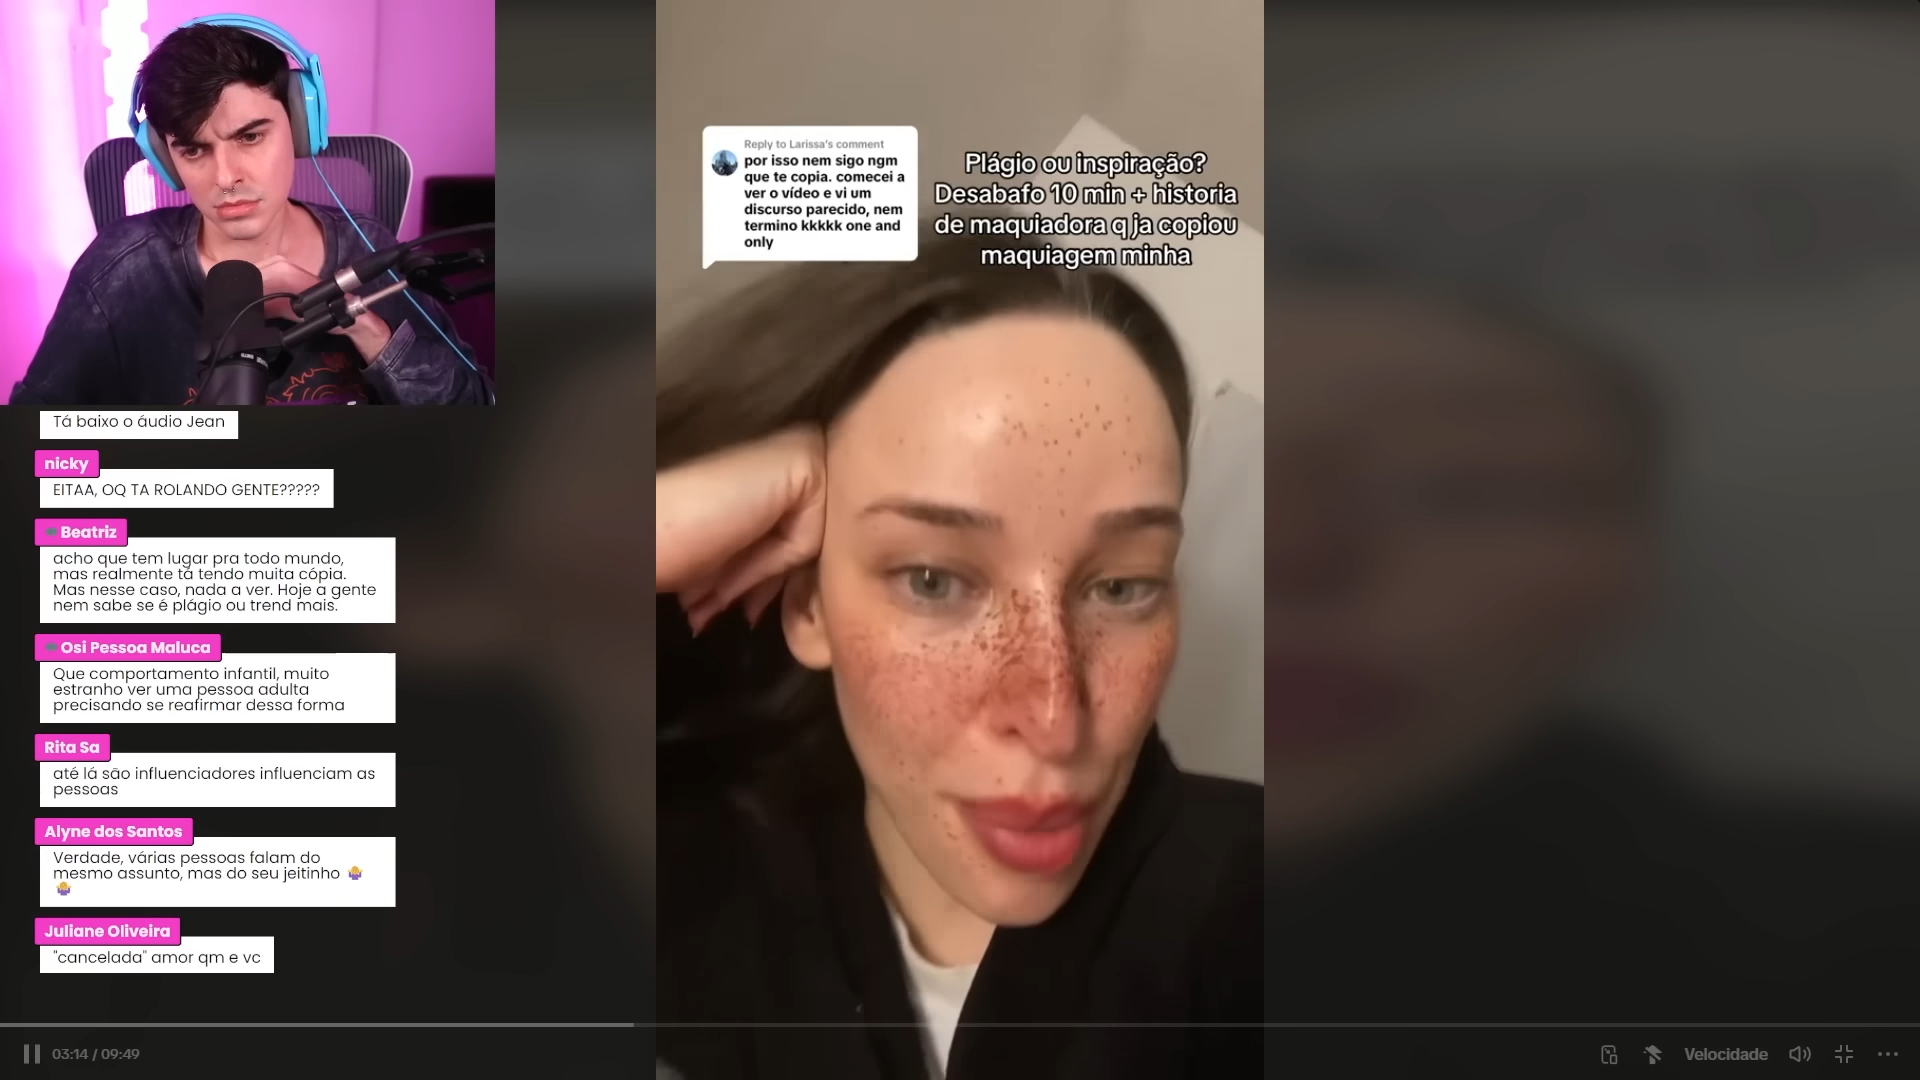 Tá baixo o áudio Jean
nicky
EITAA, OQ TA ROLANDO GENTE?????
Beatriz
acho que tem lugar pra todo mundo,
mas realmente tá tendo muita cópia.
Mas nesse caso, nada a ver. Hoje a gente
nem sabe se é plágio ou trend mais.
Osi Pessoa Maluca
Que comportamento infantil, muito
estranho ver uma pessoa adulta
precisando se reafirmar dessa forma
Rita Sa
até lá são influenciadores influenciam as
pessoas
Alyne dos Santos
Verdade, várias pessoas falam do
mesmo assunto, mas do seu jeitinho 🤷
🤷
Juliane Oliveira
"cancelada" amor qm e vc
Reply to Larissa's comment
por isso nem sigo ngm
que te copia. comecei a
ver o vídeo e vi um
discurso parecido, nem
termino kkkkk one and
only
Plágio ou inspiração?
Desabafo 10 min + historia
de maquiadora q ja copiou
maquiagem minha
03:14 / 09:49
Velocidade